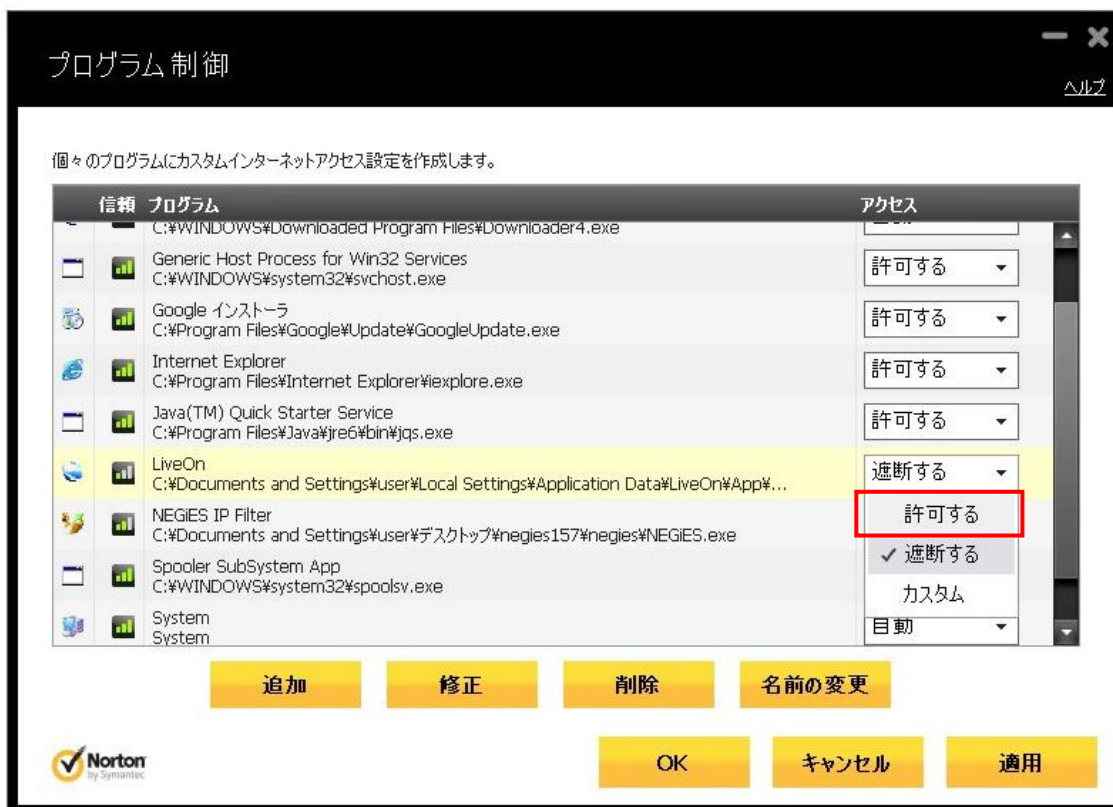 プログラム制御
ヘルプ
個々のプログラムにカスタムインターネットアクセス設定を作成します。
信頼 プログラム アクセス
C:¥WINDOWS¥Downloaded Program Files¥Downloader4.exe
Generic Host Process for Win32 Services
C:¥WINDOWS¥system32¥svchost.exe
許可する
Google インストーラ
C:¥Program Files¥Google¥Update¥GoogleUpdate.exe
許可する
Internet Explorer
C:¥Program Files¥Internet Explorer¥iexplore.exe
許可する
Java(TM) Quick Starter Service
C:¥Program Files¥Java¥jre6¥bin¥jqs.exe
許可する
LiveOn
C:¥Documents and Settings¥user¥Local Settings¥Application Data¥LiveOn¥App¥...
遮断する
許可する
✓ 遮断する
カスタム
NEGiES IP Filter
C:¥Documents and Settings¥user¥デスクトップ¥negies157¥negies¥NEGiES.exe
Spooler SubSystem App
C:¥WINDOWS¥system32¥spoolsv.exe
System
System
自動
追加 修正 削除 名前の変更
Norton
by Symantec
OK キャンセル 適用